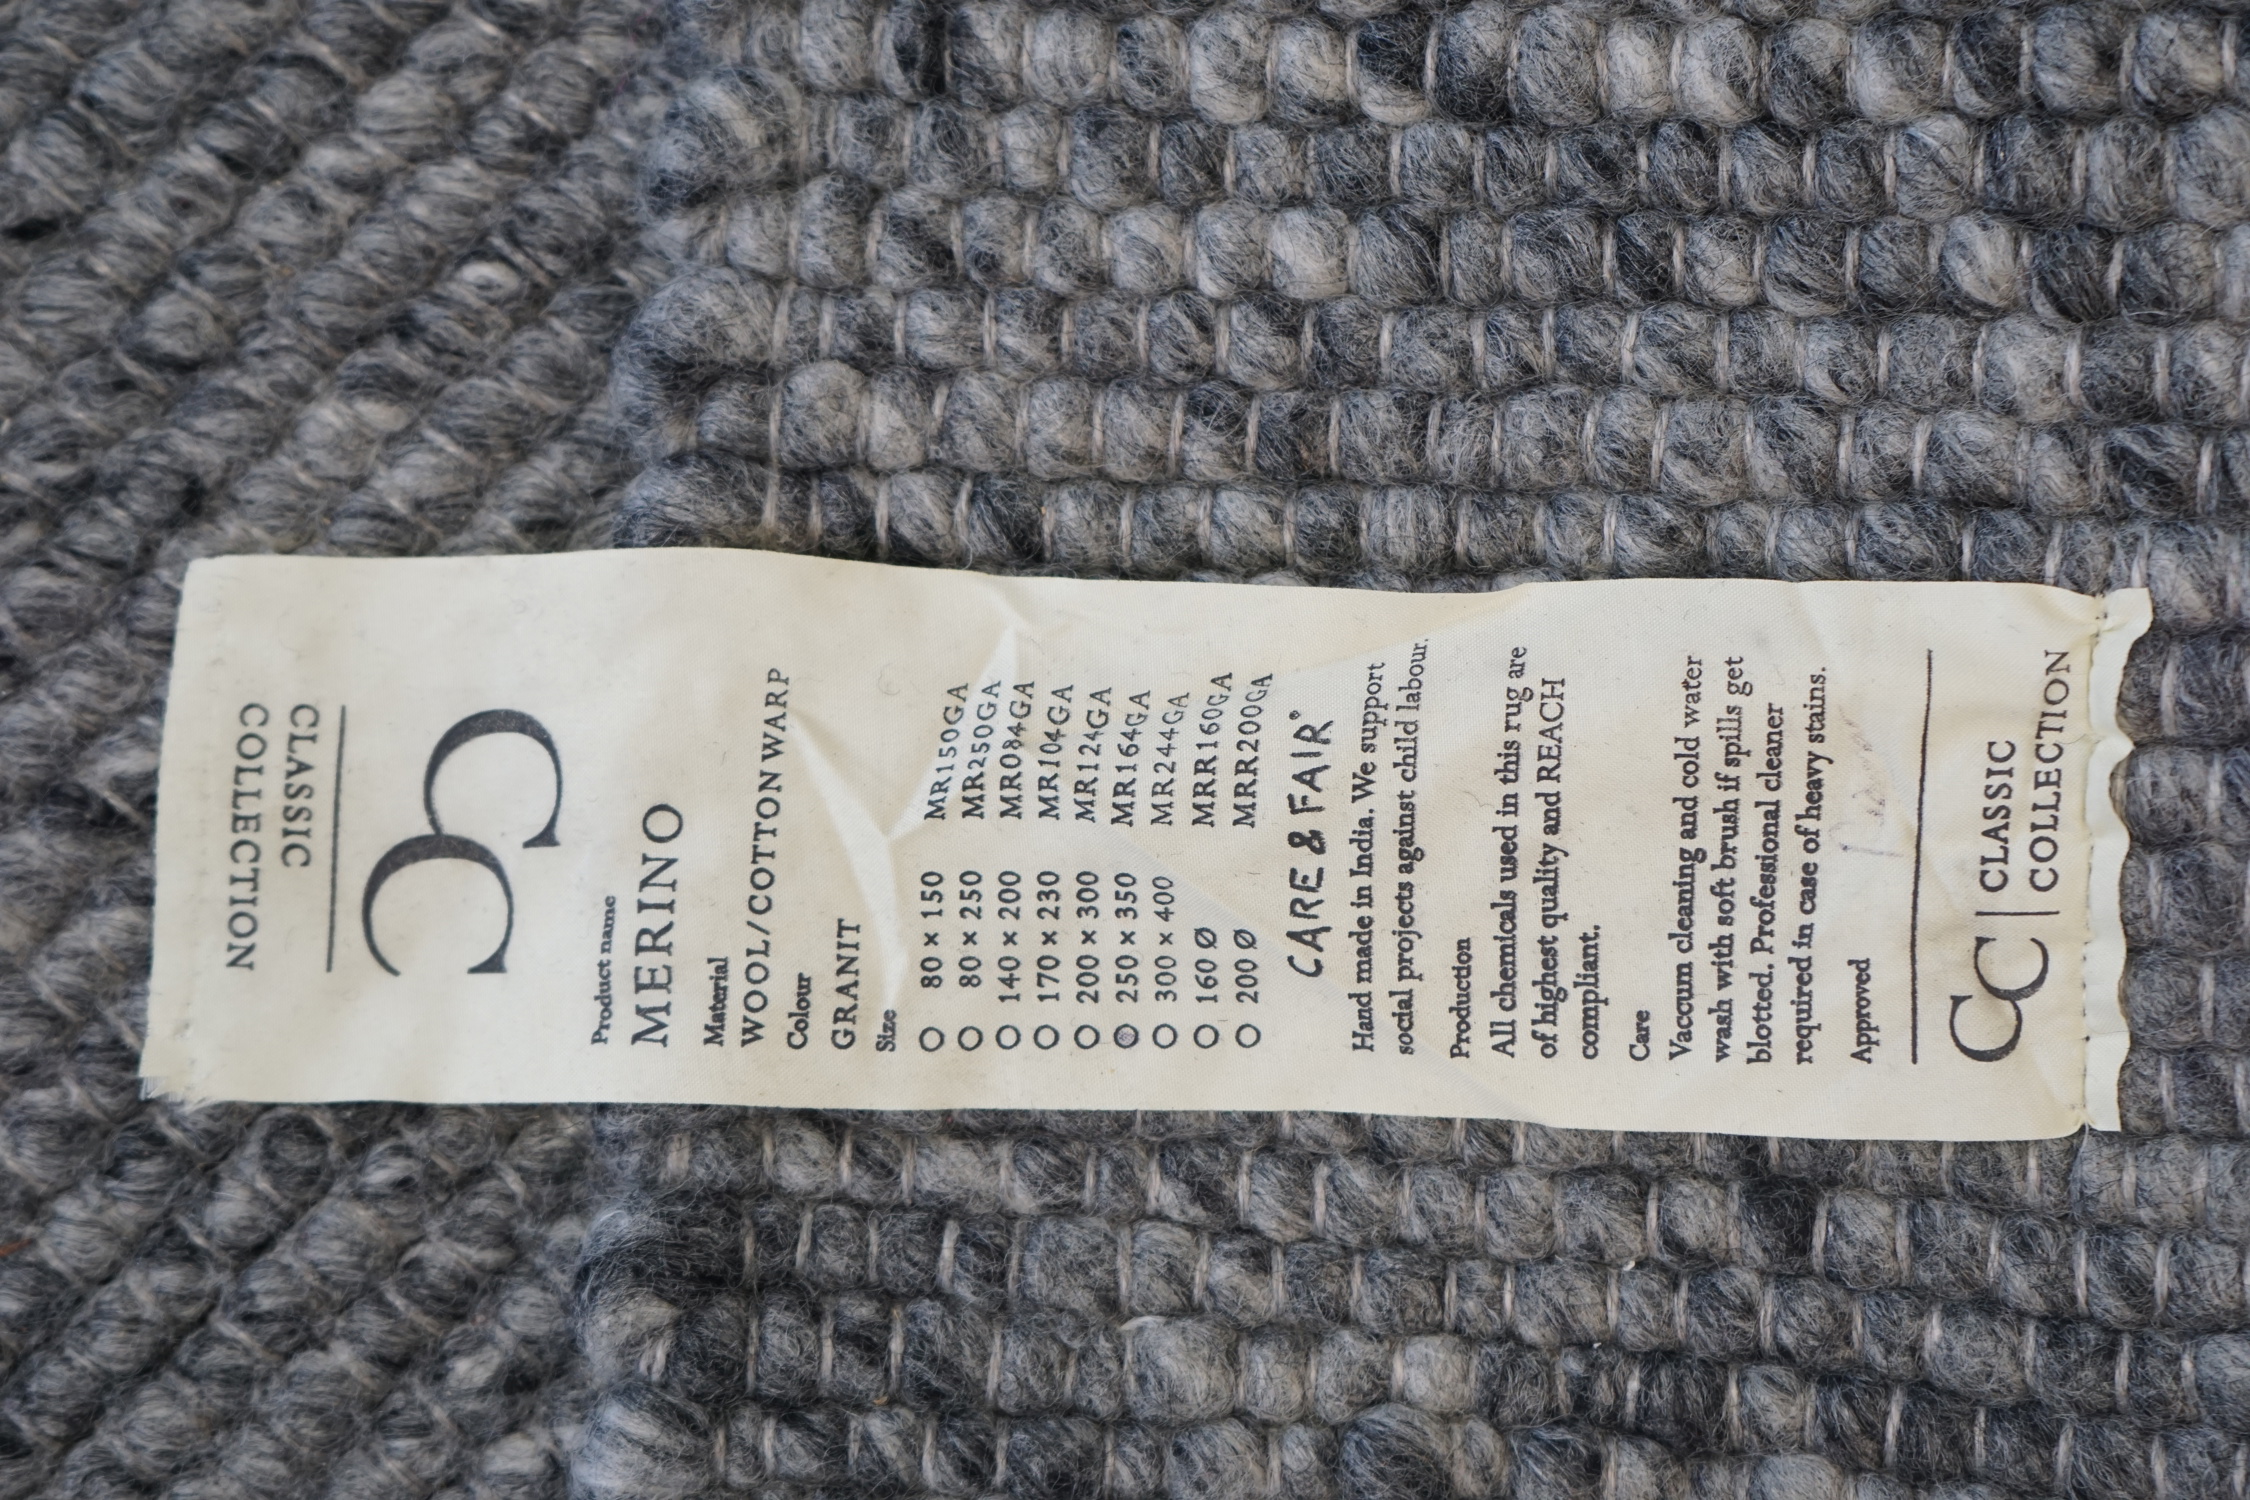 CLASSIC
COLLECTION
CC
Product name
MERINO
Material
WOOL/COTTON WARP
Colour
GRANIT
Size
80 × 150 MR150GA
80 × 250 MR250GA
140 × 200 MR084GA
170 × 230 MR104GA
200 × 300 MR124GA
250 × 350 MR164GA
300 × 400 MR244GA
160 Ø MRR160GA
200 Ø MRR200GA
CARE & FAIR®
Hand made in India. We support
social projects against child labour.
Production
All chemicals used in this rug are
of highest quality and REACH
compliant.
Care
Vaccum cleaning and cold water
wash with soft brush if spills get
blotted. Professional cleaner
required in case of heavy stains.
Approved
CC | CLASSIC
COLLECTION